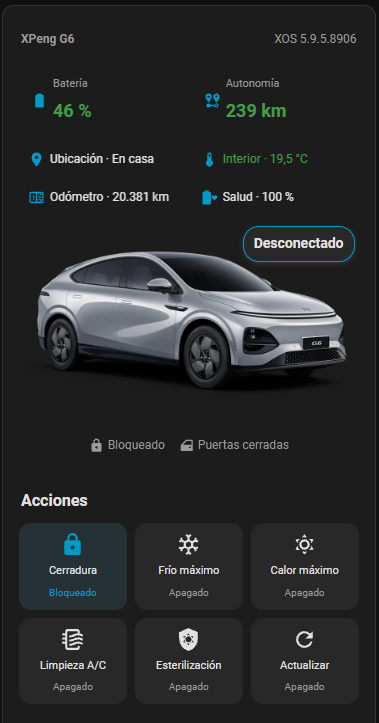 XPeng G6 XOS 5.9.5.8906
Batería Autonomía
46 % 239 km
Ubicación · En casa Interior · 19,5 °C
Odómetro · 20.381 km Salud · 100 %
Desconectado
G6
Bloqueado Puertas cerradas
Acciones
Cerradura Frío máximo Calor máximo
Bloqueado Apagado Apagado
Limpieza A/C Esterilización Actualizar
Apagado Apagado Apagado